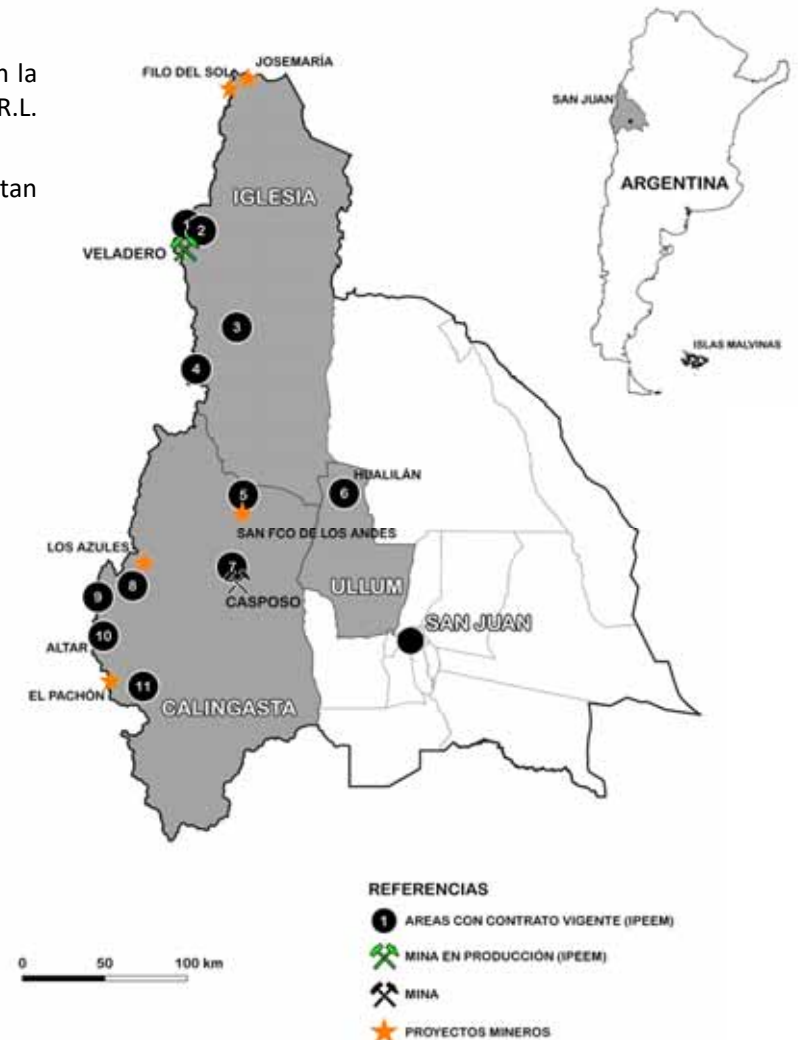 n la
R.L.
tan
JOSEMARÍA
FILO DEL SOL
IGLESIA
1
2
VELADERO
3
4
5
HUALILÁN
6
SAN FCO DE LOS ANDES
LOS AZULES
7
CASPOSO
ULLUM
8
9
10
SAN JUAN
ALTAR
11
EL PACHÓN
CALINGASTA
SAN JUAN
ARGENTINA
ISLAS MALVINAS
REFERENCIAS
1 AREAS CON CONTRATO VIGENTE (IPEEM)
MINA EN PRODUCCIÓN (IPEEM)
MINA
PROYECTOS MINEROS
0 50 100 km